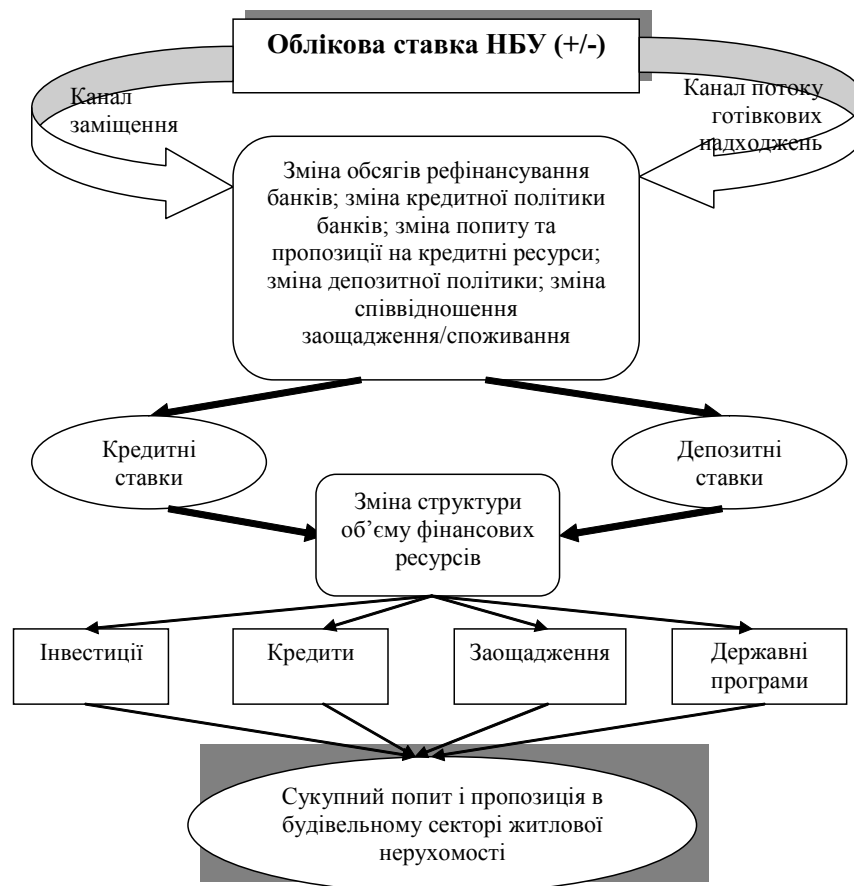 Облікова ставка НБУ (+/-)
Канал
заміщення
Канал потоку
готівкових
надходжень
Зміна обсягів рефінансування
банків; зміна кредитної політики
банків; зміна попиту та
пропозиції на кредитні ресурси;
зміна депозитної політики; зміна
співвідношення
заощадження/споживання
Кредитні
ставки
Депозитні
ставки
Зміна структури
об’єму фінансових
ресурсів
Інвестиції
Кредити
Заощадження
Державні
програми
Сукупний попит і пропозиція в
будівельному секторі житлової
нерухомості